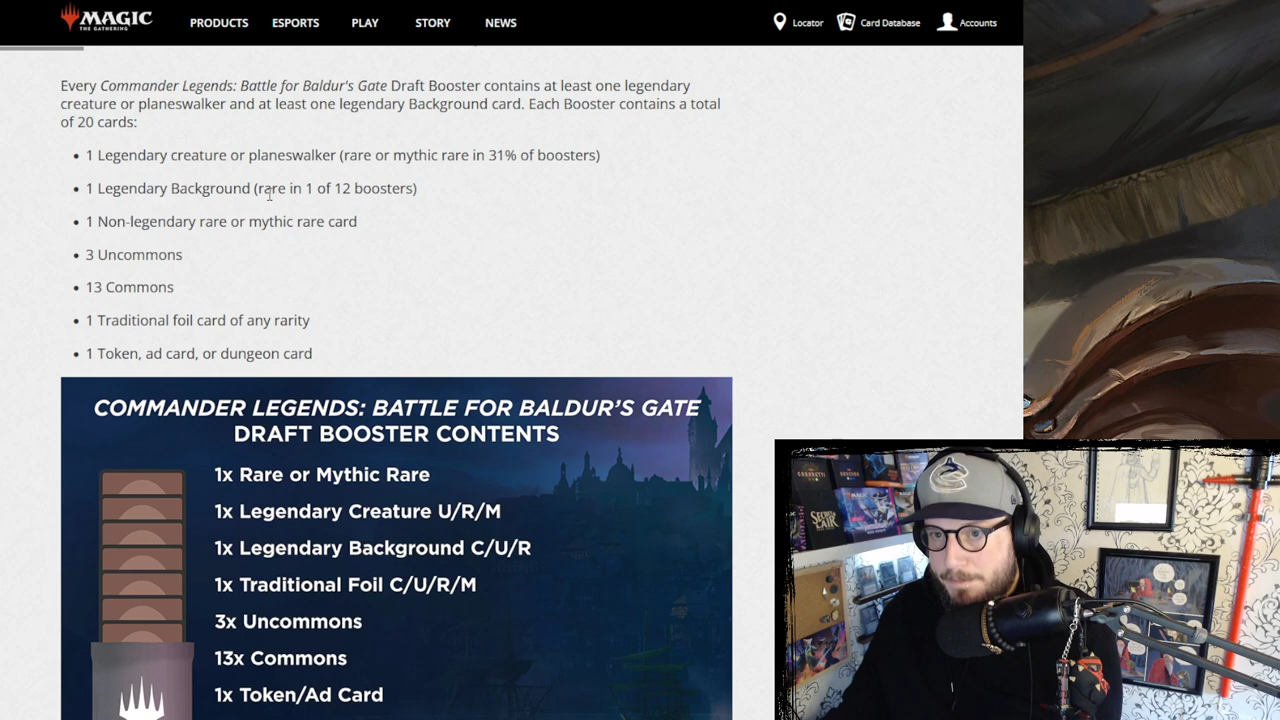 MAGIC
THE GATHERING
PRODUCTS ESPORTS PLAY STORY NEWS
Locator Card Database Accounts
Every Commander Legends: Battle for Baldur's Gate Draft Booster contains at least one legendary
creature or planeswalker and at least one legendary Background card. Each Booster contains a total
of 20 cards:
• 1 Legendary creature or planeswalker (rare or mythic rare in 31% of boosters)
• 1 Legendary Background (rare in 1 of 12 boosters)
• 1 Non-legendary rare or mythic rare card
• 3 Uncommons
• 13 Commons
• 1 Traditional foil card of any rarity
• 1 Token, ad card, or dungeon card
COMMANDER LEGENDS: BATTLE FOR BALDUR'S GATE
DRAFT BOOSTER CONTENTS
1x Rare or Mythic Rare
1x Legendary Creature U/R/M
1x Legendary Background C/U/R
1x Traditional Foil C/U/R/M
3x Uncommons
13x Commons
1x Token/Ad Card
SECRET
LAIR